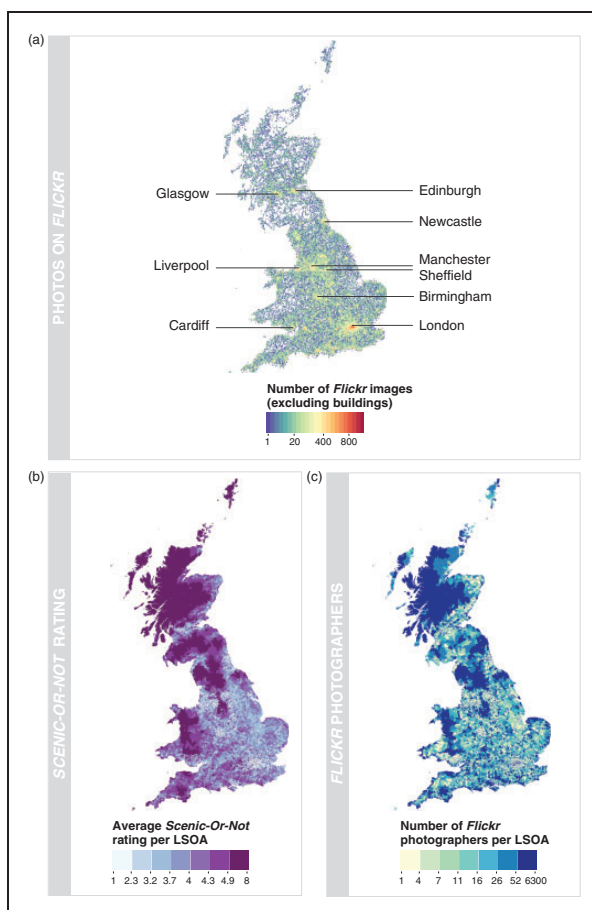 (a)
PHOTOS ON FLICKR
Glasgow
Edinburgh
Newcastle
Liverpool
Manchester
Sheffield
Birmingham
Cardiff
London
Number of Flickr images
(excluding buildings)
1 20 400 800
(b)
SCENIC-OR-NOT RATING
Average Scenic-Or-Not
rating per LSOA
1 2.3 3.2 3.7 4 4.3 4.9 8
(c)
FLICKR PHOTOGRAPHERS
Number of Flickr
photographers per LSOA
1 4 7 11 16 26 52 6300